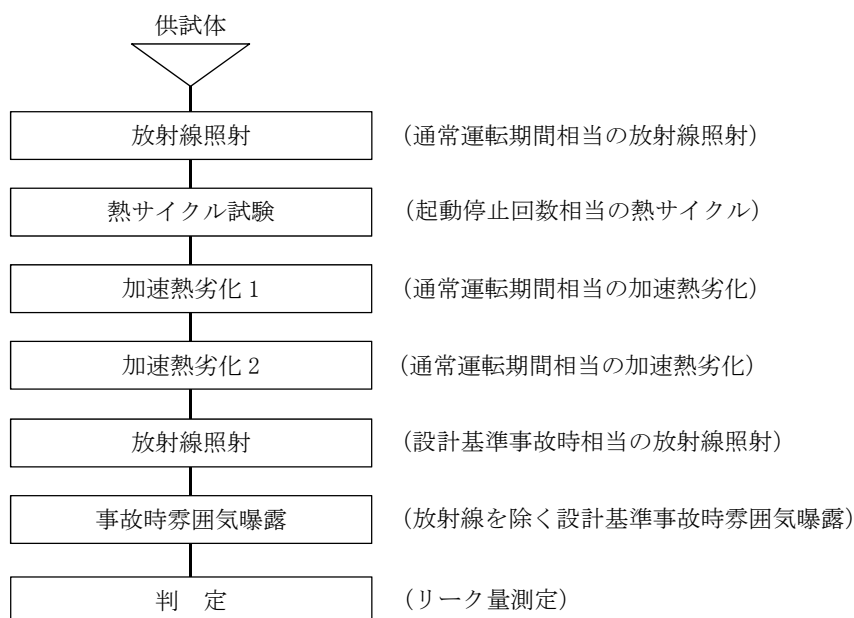 供試体
放射線照射 (通常運転期間相当の放射線照射)
熱サイクル試験 (起動停止回数相当の熱サイクル)
加速熱劣化1 (通常運転期間相当の加速熱劣化)
加速熱劣化2 (通常運転期間相当の加速熱劣化)
放射線照射 (設計基準事故時相当の放射線照射)
事故時雰囲気曝露 (放射線を除く設計基準事故時雰囲気曝露)
判 定 (リーク量測定)